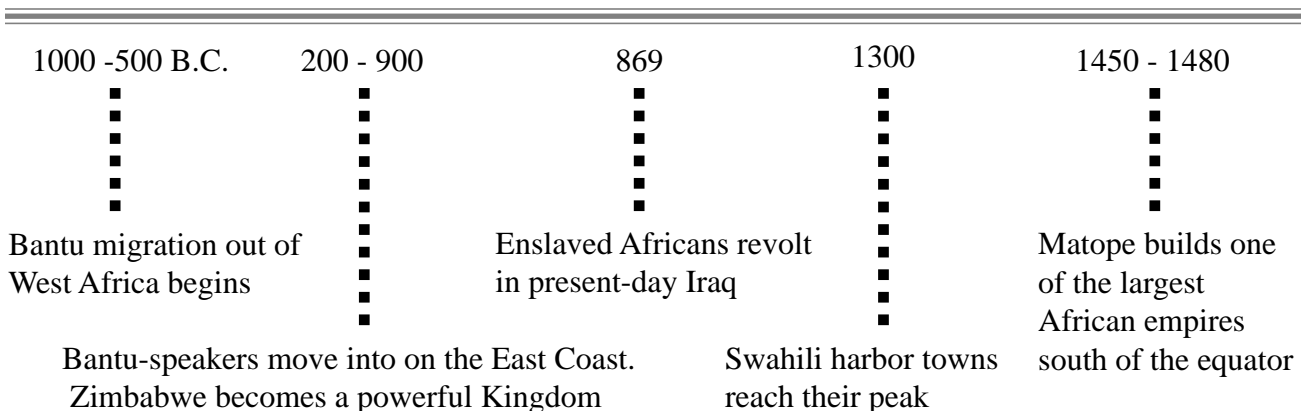 1000 -500 B.C.
200 - 900
869
1300
1450 - 1480
Bantu migration out of
West Africa begins
Bantu-speakers move into on the East Coast.
Zimbabwe becomes a powerful Kingdom
Enslaved Africans revolt
in present-day Iraq
Swahili harbor towns
reach their peak
Matope builds one
of the largest
African empires
south of the equator